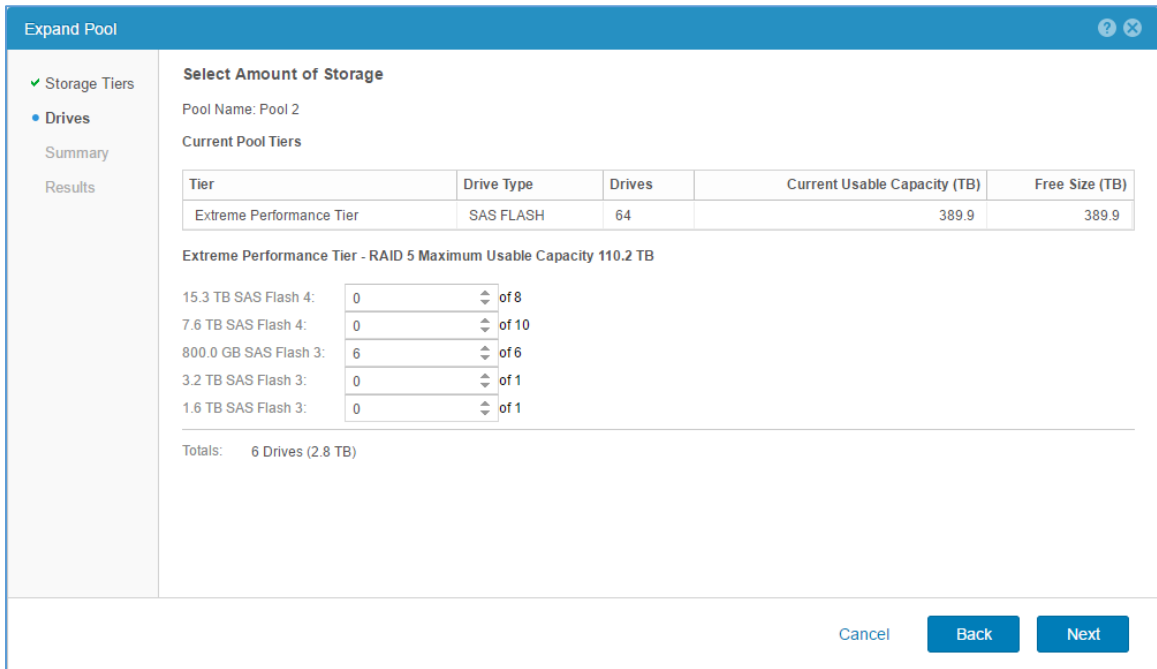 Expand Pool
Storage Tiers
Drives
Summary
Results
Select Amount of Storage
Pool Name: Pool 2
Current Pool Tiers
Tier Drive Type Drives Current Usable Capacity (TB) Free Size (TB)
Extreme Performance Tier SAS FLASH 64 389.9 389.9
Extreme Performance Tier - RAID 5 Maximum Usable Capacity 110.2 TB
15.3 TB SAS Flash 4: 0 of 8
7.6 TB SAS Flash 4: 0 of 10
800.0 GB SAS Flash 3: 6 of 6
3.2 TB SAS Flash 3: 0 of 1
1.6 TB SAS Flash 3: 0 of 1
Totals: 6 Drives (2.8 TB)
Cancel Back Next